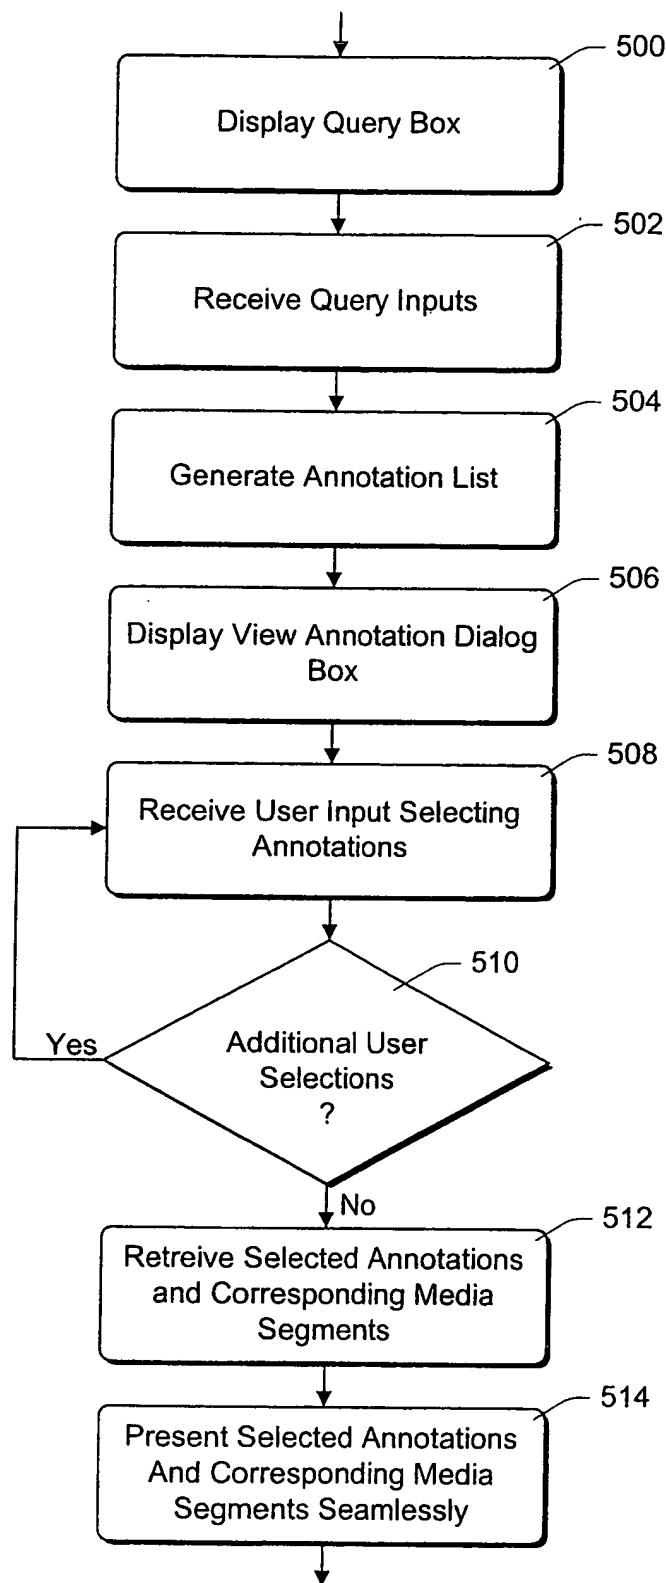 500
Display Query Box
502
Receive Query Inputs
504
Generate Annotation List
506
Display View Annotation Dialog
Box
508
Receive User Input Selecting
Annotations
510
Yes
Additional User
Selections
?
No
512
Retreive Selected Annotations
and Corresponding Media
Segments
514
Present Selected Annotations
And Corresponding Media
Segments Seamlessly